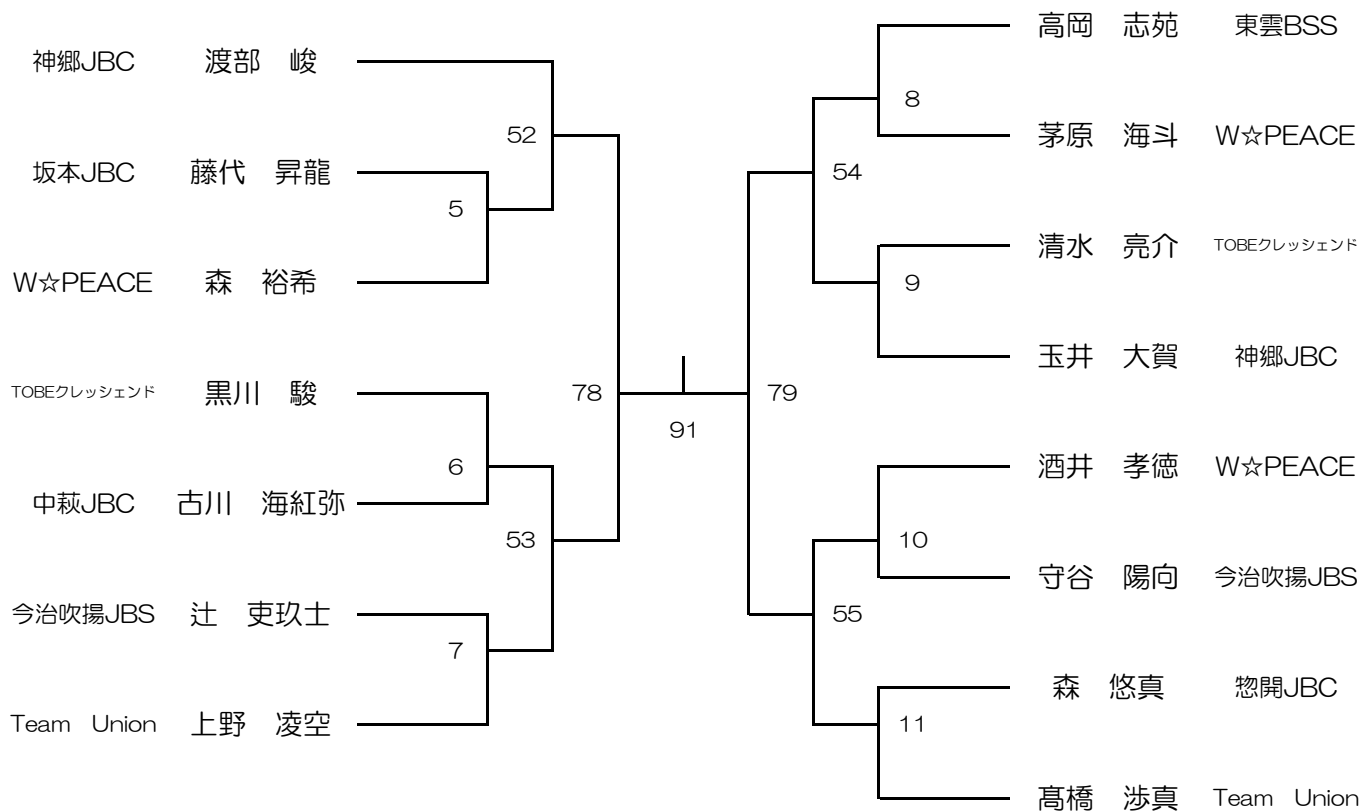 神郷JBC 渡部 峻
52
坂本JBC 藤代 昇龍
5
W☆PEACE 森 裕希
TOBEクレッシェンド 黒川 駿
78
6
中萩JBC 古川 海紅弥
53
今治吹揚JBS 辻 吏玖士
7
Team Union 上野 凌空
91
高岡 志苑 東雲BSS
8
茅原 海斗 W☆PEACE
54
清水 亮介 TOBEクレッシェンド
9
玉井 大賀 神郷JBC
79
酒井 孝徳 W☆PEACE
10
守谷 陽向 今治吹揚JBS
55
森 悠真 惣開JBC
11
髙橋 渉真 Team Union